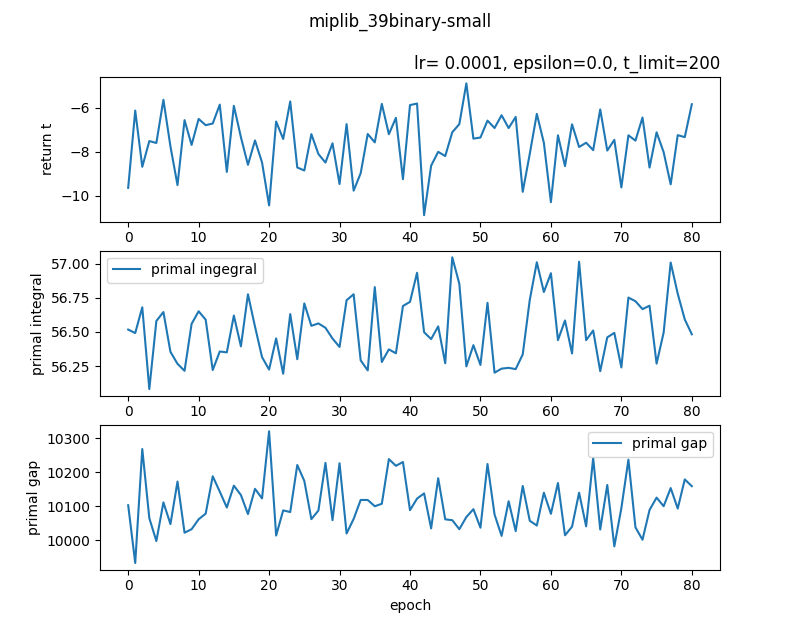 miplib_39binary-small
lr= 0.0001, epsilon=0.0, t_limit=200
return t
−6
−8
−10
0 10 20 30 40 50 60 70 80
primal integral
primal ingegral
57.00
56.75
56.50
56.25
0 10 20 30 40 50 60 70 80
primal gap
primal gap
10300
10200
10100
10000
0 10 20 30 40 50 60 70 80
epoch